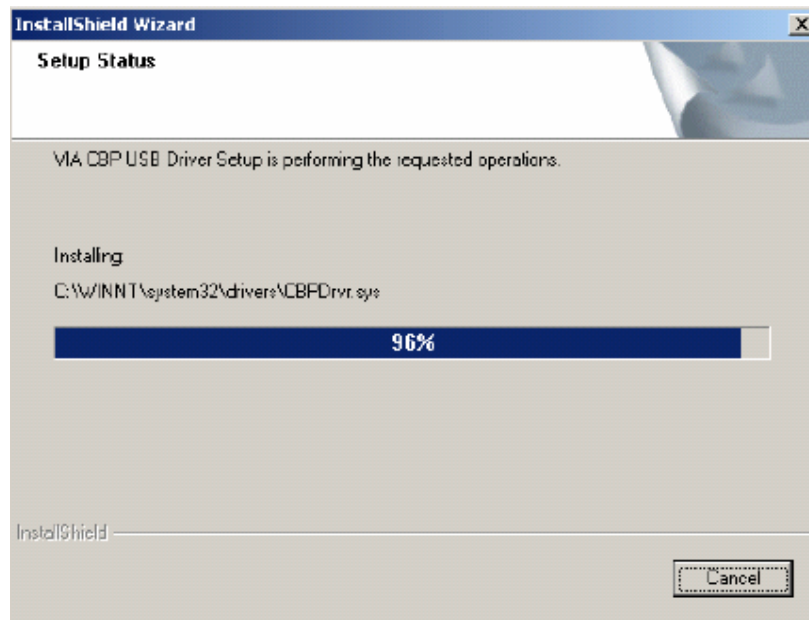 InstallShield Wizard
Setup Status
VIA CBP USB Driver Setup is performing the requested operations.
Installing:
C:\WINNT\system32\drivers\CBPDrvr.sys
96%
InstallShield
Cancel